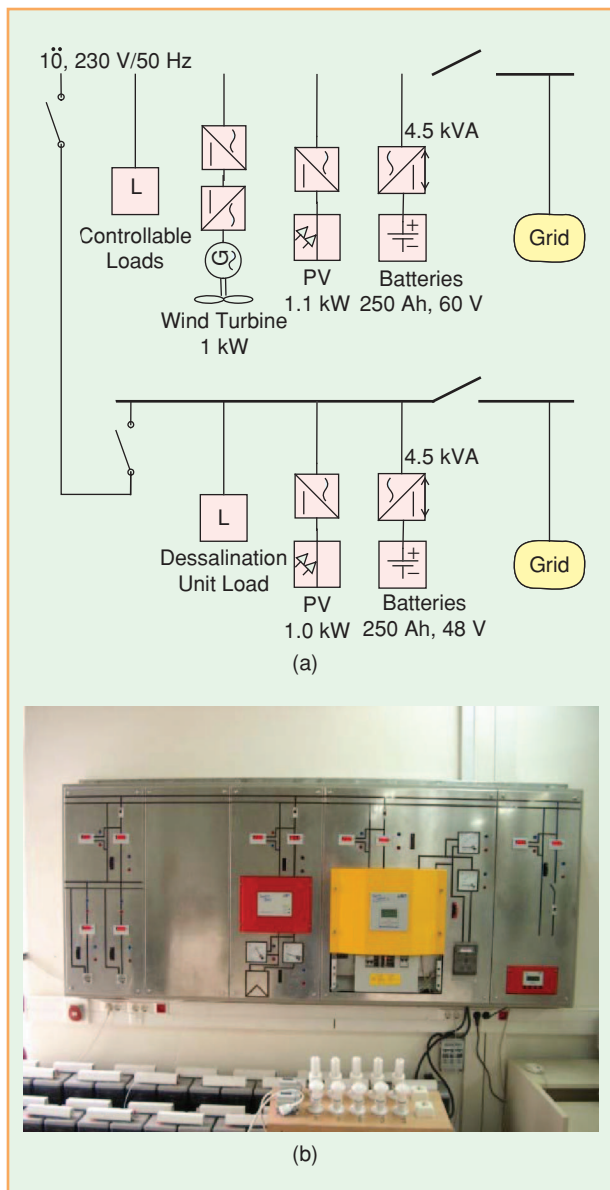 1Ö, 230 V/50 Hz
4.5 kVA
L
Controllable
Loads
G
Wind Turbine
1 kW
PV
1.1 kW
+
−
Batteries
250 Ah, 60 V
Grid
4.5 kVA
L
Dessalination
Unit Load
PV
1.0 kW
+
−
Batteries
250 Ah, 48 V
Grid
(a)
(b)